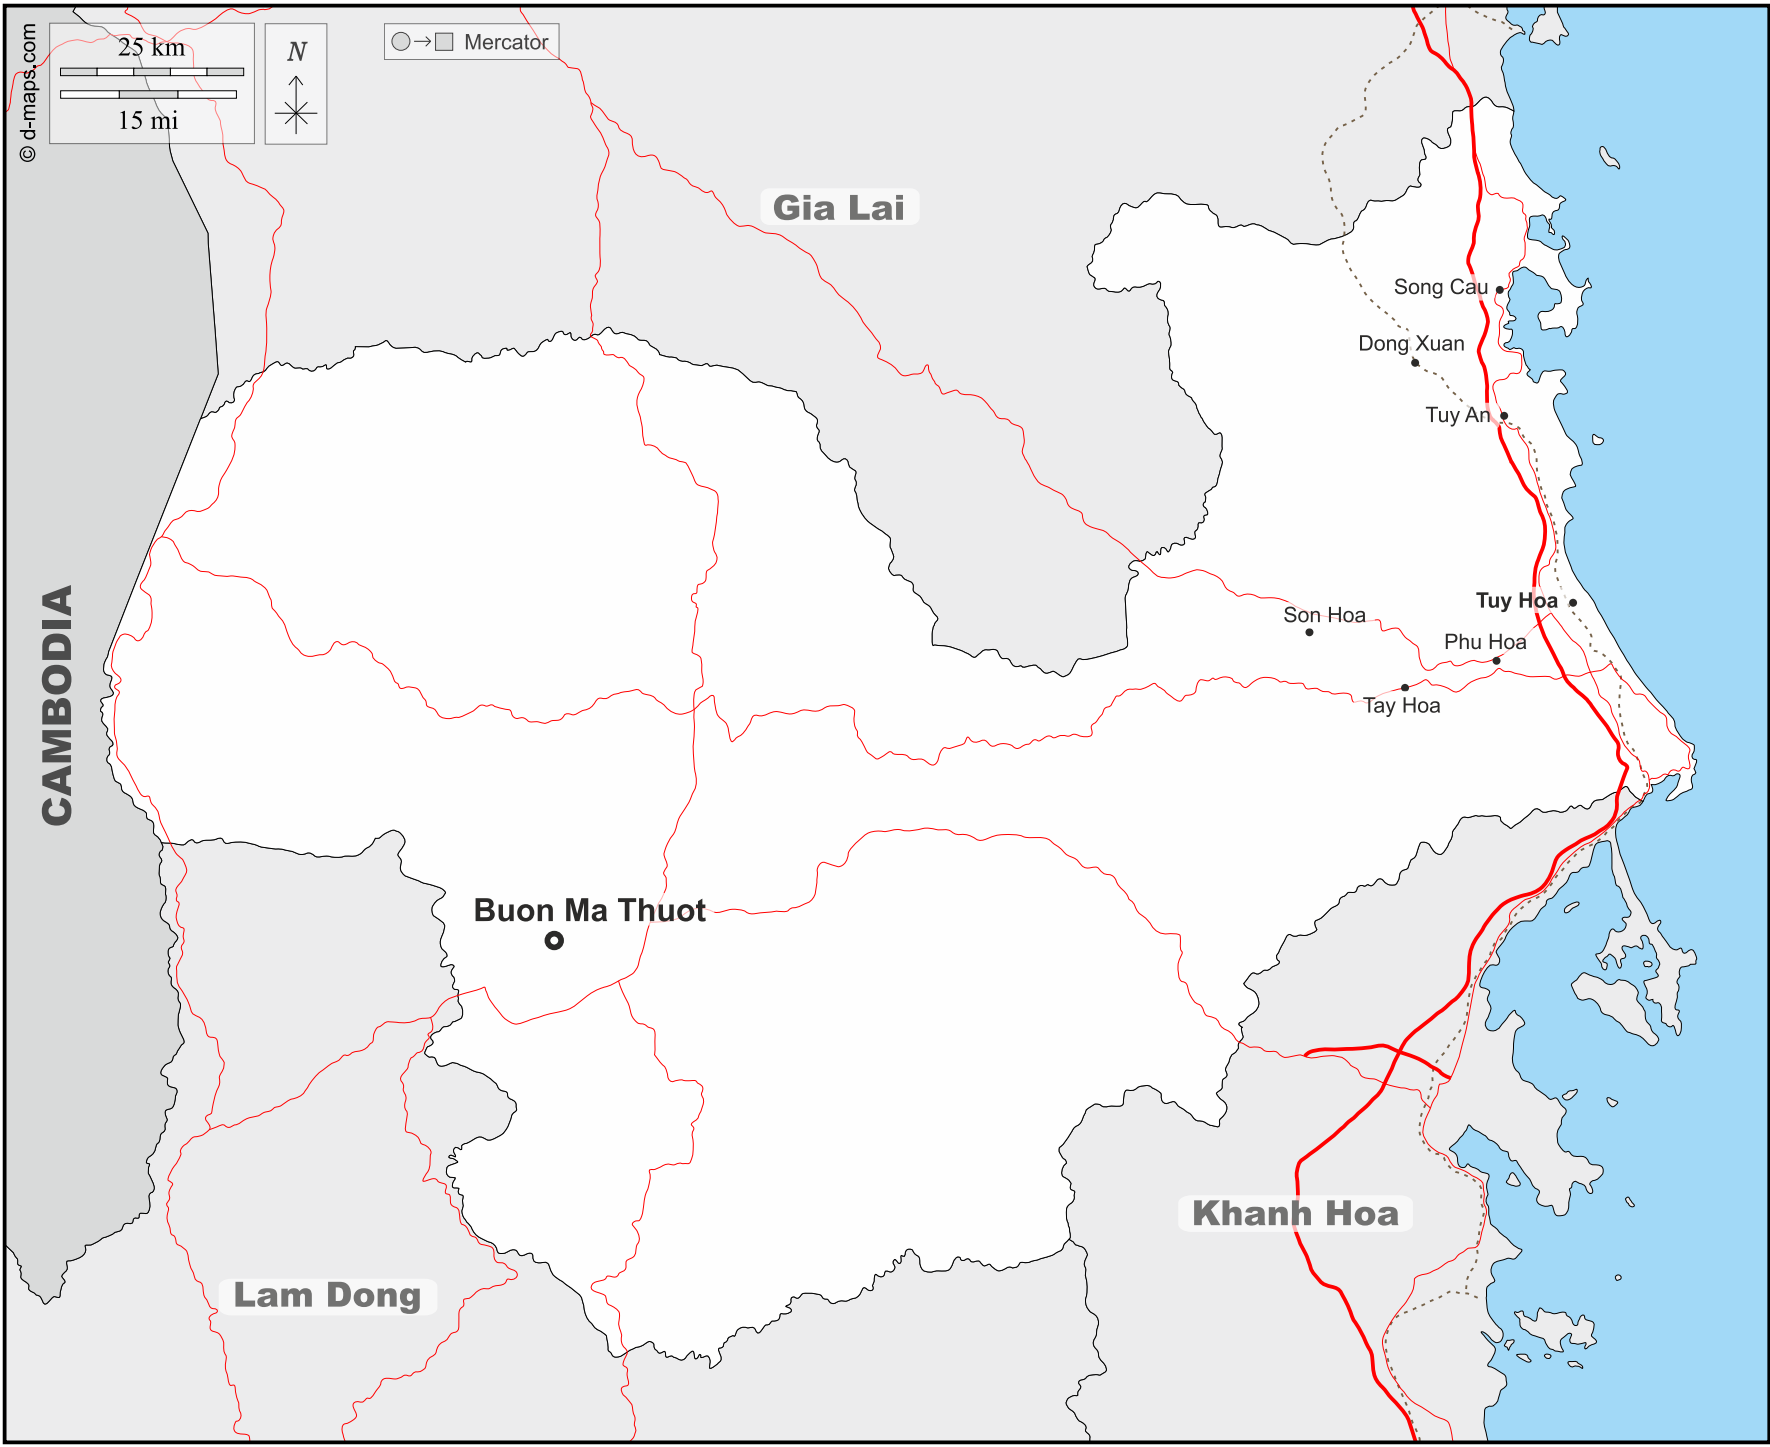 © d-maps.com
25 km
15 mi
N
Mercator
Gia Lai
Song Cau
Dong Xuan
Tuy An
CAMBODIA
Tuy Hoa
Son Hoa
Phu Hoa
Tay Hoa
Buon Ma Thuot
Khanh Hoa
Lam Dong